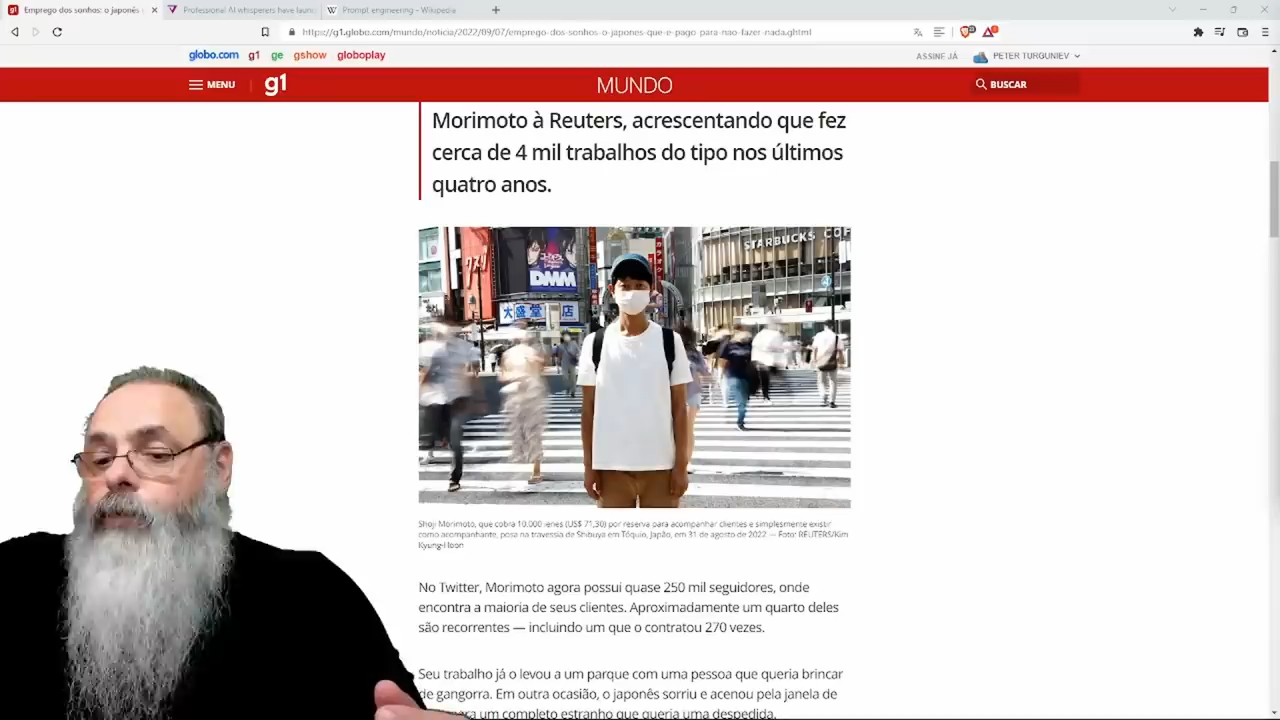 Emprego dos sonhos: o japonês
Professional AI whisperers have laun
Prompt engineering - Wikipedia
https://g1.globo.com/mundo/noticia/2022/09/07/emprego-dos-sonhos-o-japones-que-e-pago-para-nao-fazer-nada.ghtml
globo.com g1 ge gshow globoplay
ASSINE JÁ PETER TURGUNIEV
MENU g1 MUNDO BUSCAR
Morimoto à Reuters, acrescentando que fez
cerca de 4 mil trabalhos do tipo nos últimos
quatro anos.
STARBUCKS COF
DMM
大盛堂 店
Shoji Morimoto, que cobra 10.000 ienes (US$ 71,30) por reserva para acompanhar clientes e simplesmente existir
como acompanhante, posa na travessia de Shibuya em Tóquio, Japão, em 31 de agosto de 2022 — Foto: REUTERS/Kim
Kyung-Hoon
No Twitter, Morimoto agora possui quase 250 mil seguidores, onde
encontra a maioria de seus clientes. Aproximadamente um quarto deles
são recorrentes — incluindo um que o contratou 270 vezes.
Seu trabalho já o levou a um parque com uma pessoa que queria brincar
de gangorra. Em outra ocasião, o japonês sorriu e acenou pela janela de
um completo estranho que queria uma despedida.